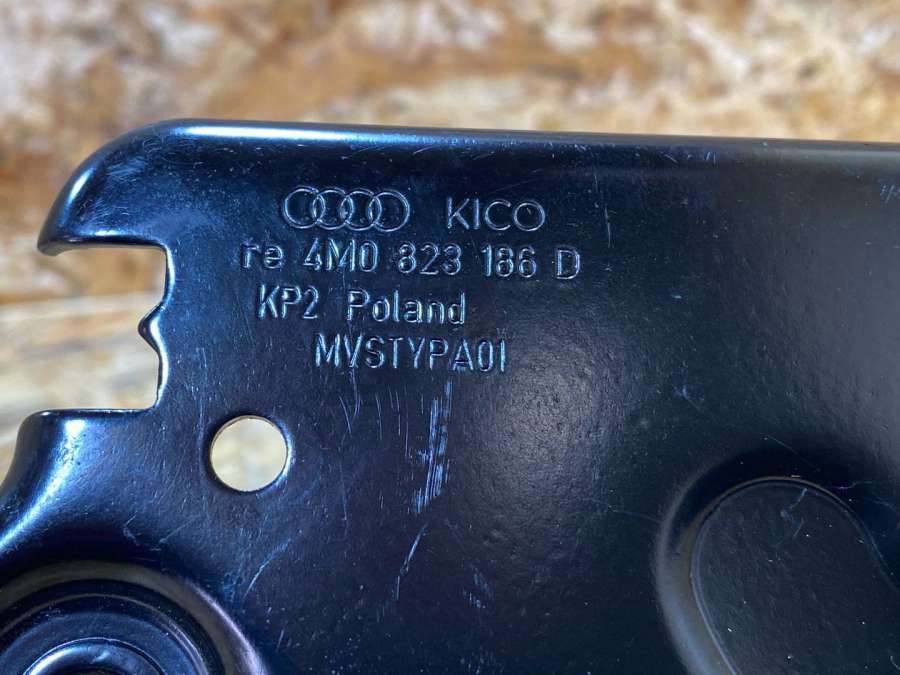 KICO
re 4M0 823 186 D
KP2 Poland
MVSTYPA01